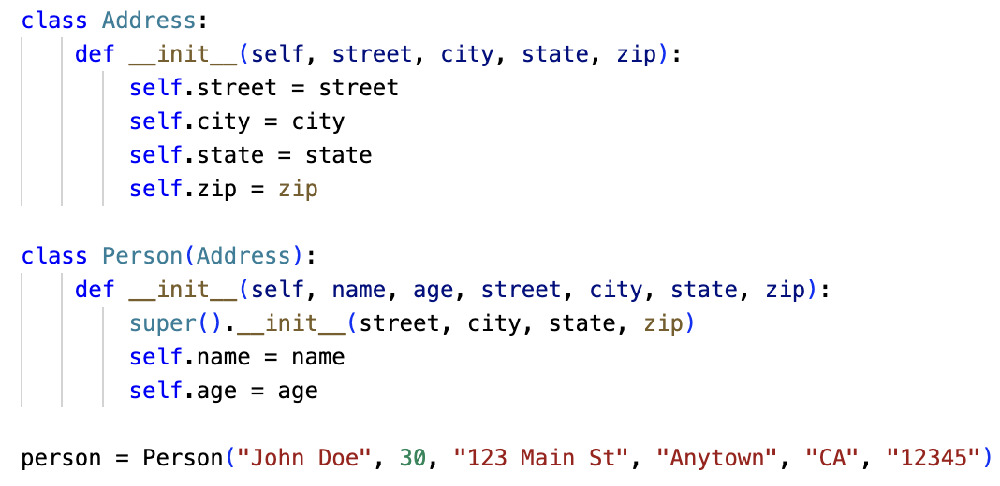 class Address:
    def __init__(self, street, city, state, zip):
        self.street = street
        self.city = city
        self.state = state
        self.zip = zip

class Person(Address):
    def __init__(self, name, age, street, city, state, zip):
        super().__init__(street, city, state, zip)
        self.name = name
        self.age = age

person = Person("John Doe", 30, "123 Main St", "Anytown", "CA", "12345")